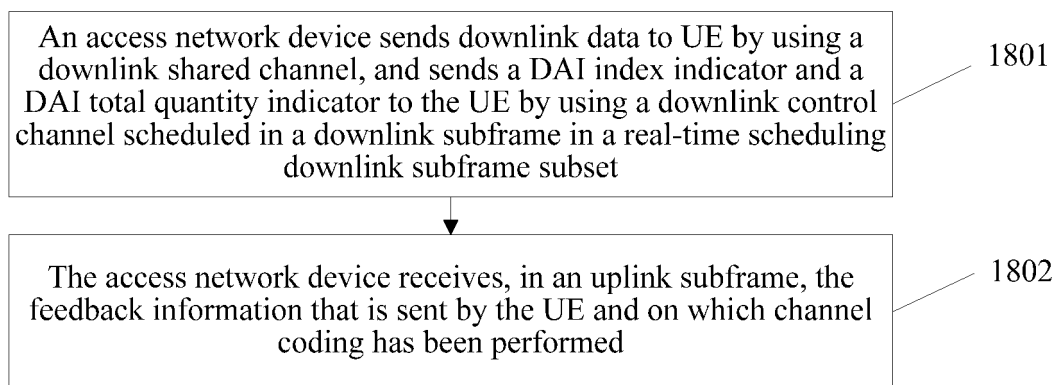 An access network device sends downlink data to UE by using a
downlink shared channel, and sends a DAI index indicator and a
DAI total quantity indicator to the UE by using a downlink control
channel scheduled in a downlink subframe in a real-time scheduling
downlink subframe subset
1801
The access network device receives, in an uplink subframe, the
feedback information that is sent by the UE and on which channel
coding has been performed
1802